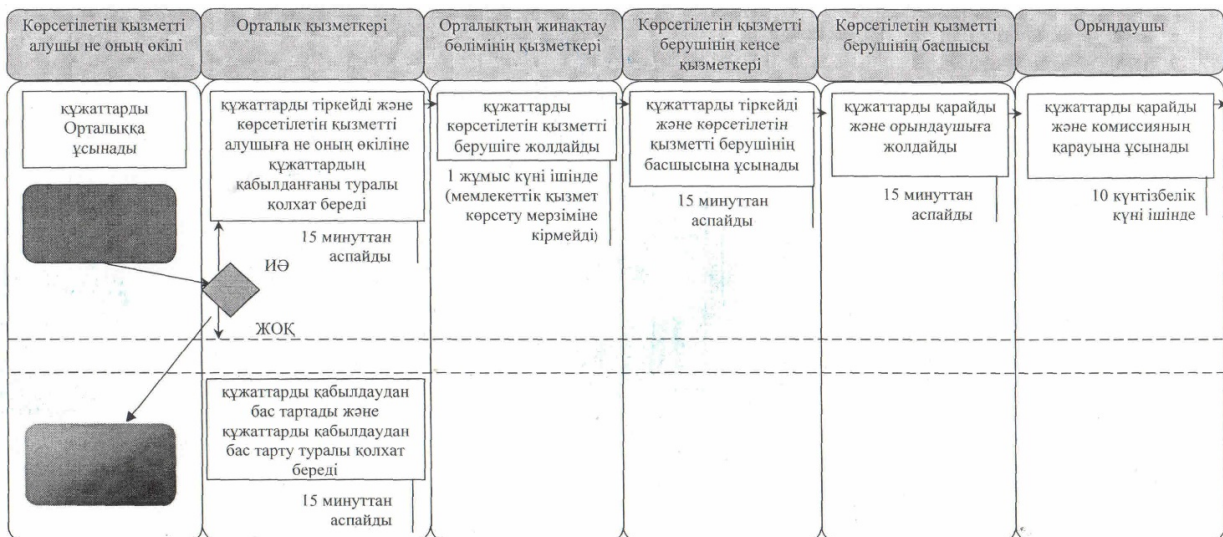 Көрсетілетін қызметті
алушы не оның өкілі
Орталық қызметкері
Орталықтың жинақтау
бөлімінің қызметкері
Көрсетілетін қызметті
берушінің кеңсе
қызметкері
Көрсетілетін қызметті
берушінің басшысы
Орындаушы
құжаттарды
Орталыққа
ұсынады
құжаттарды тіркейді және
көрсетілетін қызметті
алушыға не оның өкіліне
құжаттардың
қабылданғаны туралы
қолхат береді
15 минуттан
аспайды
ИӘ
ЖОҚ
құжаттарды
көрсетілетін қызметті
берушіге жолдайды
1 жұмыс күні ішінде
(мемлекеттік қызмет
көрсету мерзіміне
кірмейді)
құжаттарды тіркейді
және көрсетілетін
қызметті берушінің
басшысына ұсынады
15 минуттан
аспайды
құжаттарды қарайды
және орындаушыға
жолдайды
15 минуттан
аспайды
құжаттарды қарайды
және комиссияның
қарауына ұсынады
10 күнтізбелік
күні ішінде
құжаттарды қабылдаудан
бас тартады және
құжаттарды қабылдаудан
бас тарту туралы қолхат
береді
15 минуттан
аспайды